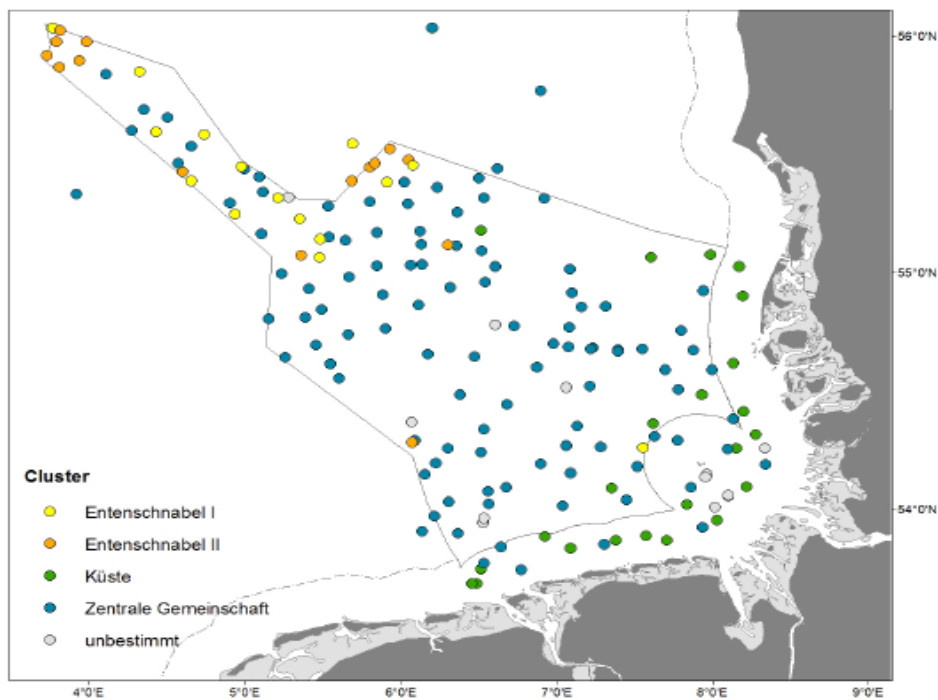 56°0'N
55°0'N
54°0'N
Cluster
Entenschnabel I
Entenschnabel II
Küste
Zentrale Gemeinschaft
unbestimmt
4°0'E 5°0'E 6°0'E 7°0'E 8°0'E 9°0'E